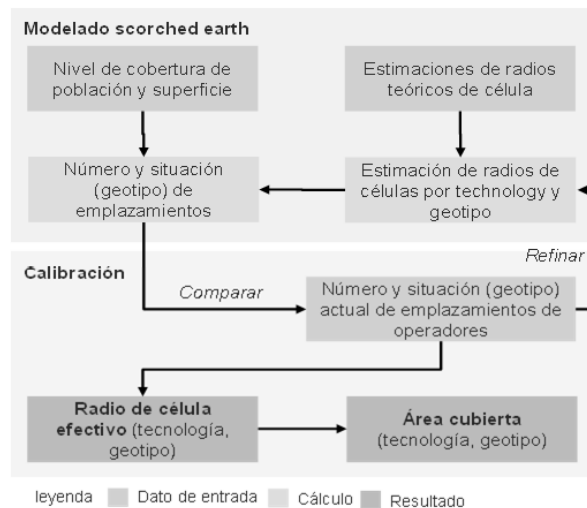 Modelado scorched earth
Nivel de cobertura de
población y superficie
Estimaciones de radios
teóricos de célula
Número y situación
(geotipo) de
emplazamientos
Estimación de radios de
células por technology y
geotipo
Refinar
Calibración
Comparar
Número y situación (geotipo)
actual de emplazamientos de
operadores
Radio de célula
efectivo (tecnología,
geotipo)
Área cubierta
(tecnología, geotipo)
leyenda Dato de entrada Cálculo Resultado